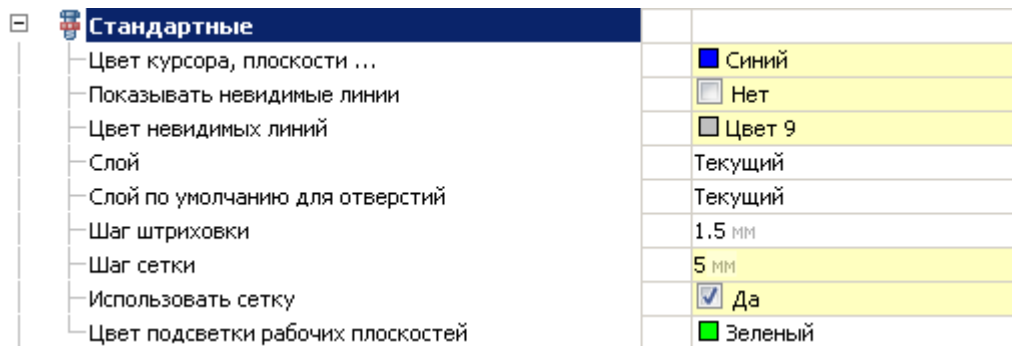 Стандартные
Цвет курсора, плоскости ... Синий
Показывать невидимые линии Нет
Цвет невидимых линий Цвет 9
Слой Текущий
Слой по умолчанию для отверстий Текущий
Шаг штриховки 1.5 мм
Шаг сетки 5 мм
Использовать сетку Да
Цвет подсветки рабочих плоскостей Зеленый